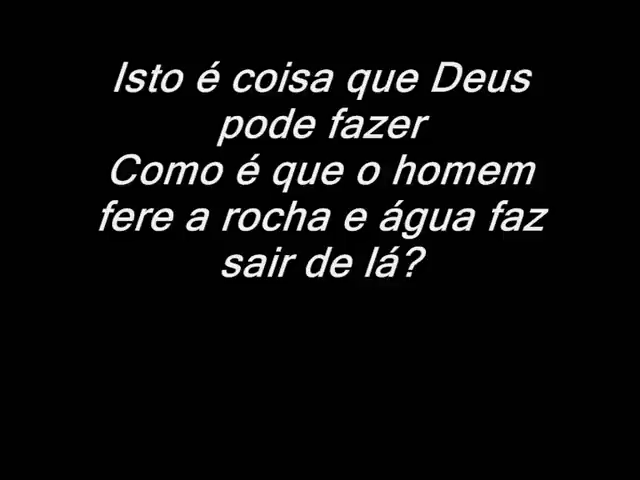 Isto é coisa que Deus
pode fazer
Como é que o homem
fere a rocha e água faz
sair de lá?